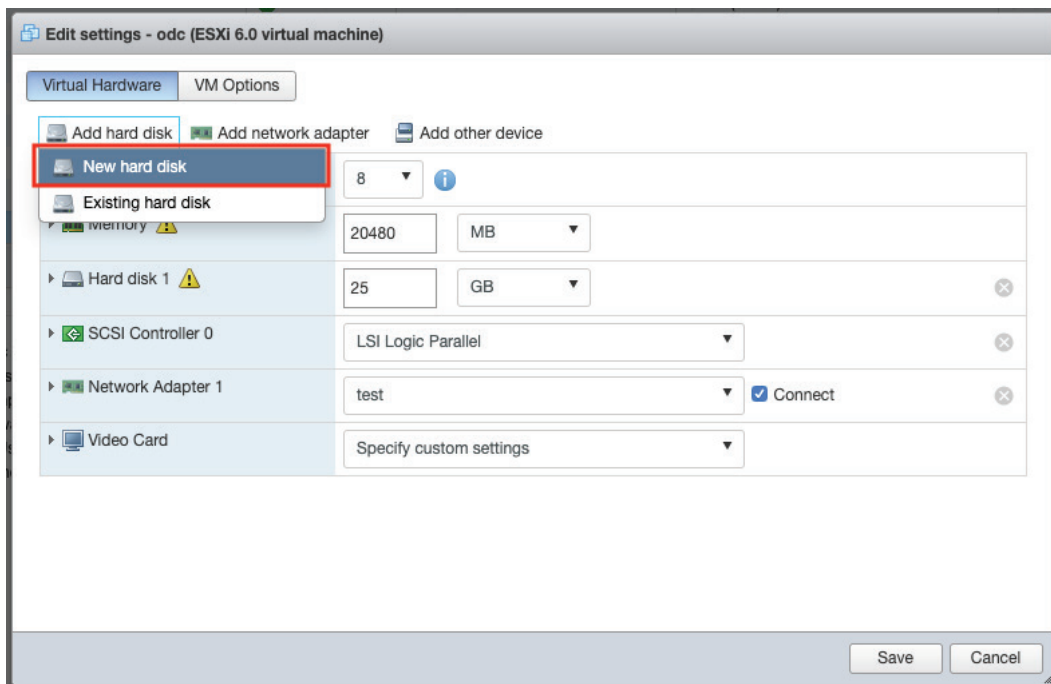 Edit settings - odc (ESXi 6.0 virtual machine)
Virtual Hardware VM Options
Add hard disk Add network adapter Add other device
New hard disk
8
Existing hard disk
Memory 20480 MB
Hard disk 1 25 GB
SCSI Controller 0 LSI Logic Parallel
Network Adapter 1 test Connect
Video Card Specify custom settings
Save Cancel